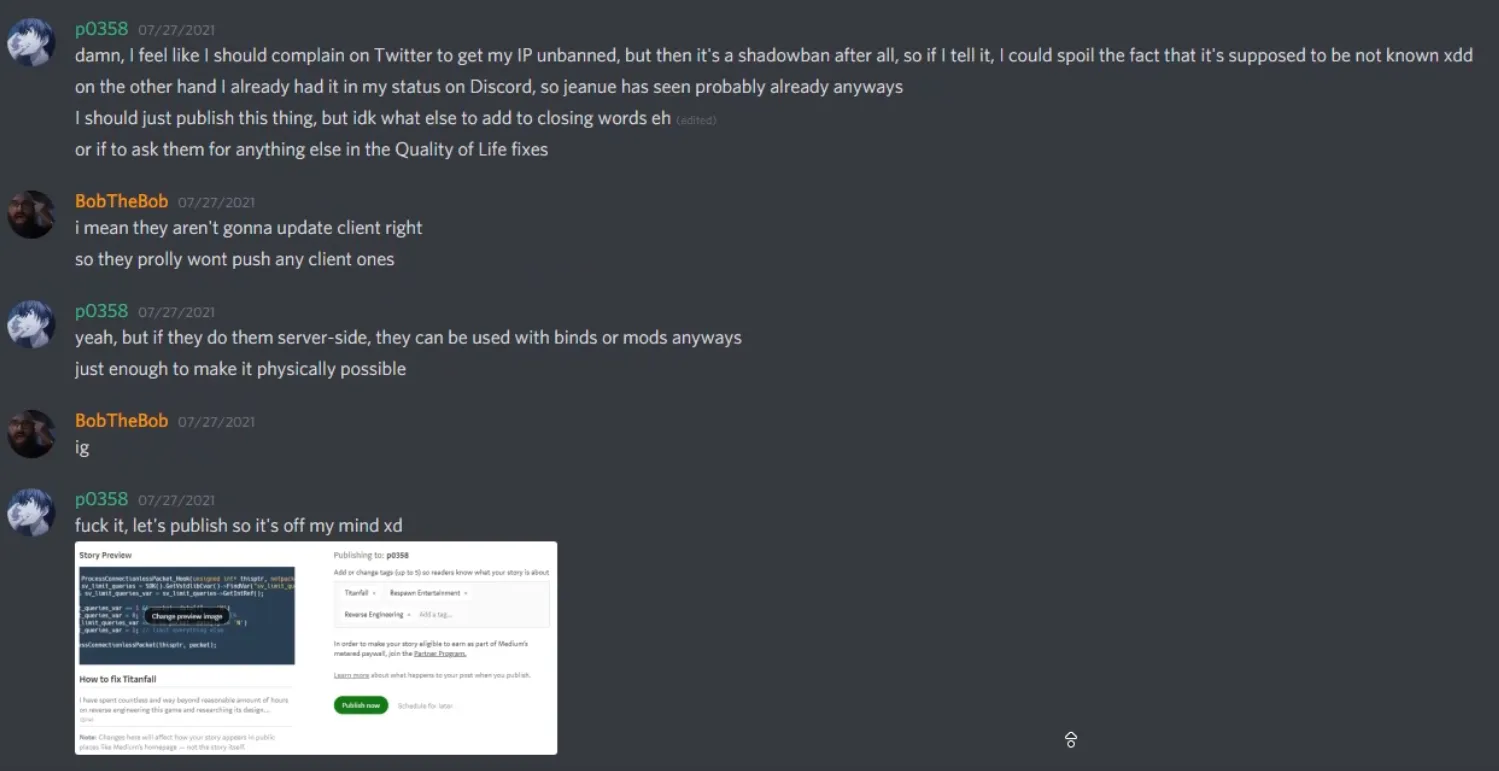 p0358 07/27/2021
damn, I feel like I should complain on Twitter to get my IP unbanned, but then it's a shadowban after all, so if I tell it, I could spoil the fact that it's supposed to be not known xdd
on the other hand I already had it in my status on Discord, so jeanue has seen probably already anyways
I should just publish this thing, but idk what else to add to closing words eh (edited)
or if to ask them for anything else in the Quality of Life fixes
BobTheBob 07/27/2021
i mean they aren't gonna update client right
so they prolly wont push any client ones
p0358 07/27/2021
yeah, but if they do them server-side, they can be used with binds or mods anyways
just enough to make it physically possible
BobTheBob 07/27/2021
ig
p0358 07/27/2021
fuck it, let's publish so it's off my mind xd
Story Preview
ProcessConnectionlessPacket_Hook(unsigned int* thisptr, netpack
sv_limit_queries = SDK().GetVstdlibCvar()->FindVar("sv_limit_qu
sv_limit_queries_var = sv_limit_queries->GetIntRef();
t_queries_var == 1 &&
t_queries_var = 0;
limit_queries_var == 'N')
t_queries_var = 1; // limit everything else
ssConnectionlessPacket(thisptr, packet);
Change preview image
How to fix Titanfall
I have spent countless and way beyond reasonable amount of hours
on reverse engineering this game and researching its design...
Note: Changes here will affect how your story appears in public
places like Medium's homepage — not the story itself.
Publishing to: p0358
Add or change tags (up to 5) so readers know what your story is about
Titanfall × Respawn Entertainment ×
Reverse Engineering × Add a tag...
In order to make your story eligible to earn as part of Medium's
metered paywall, join the Partner Program.
Learn more about what happens to your post when you publish.
Publish now Schedule for later